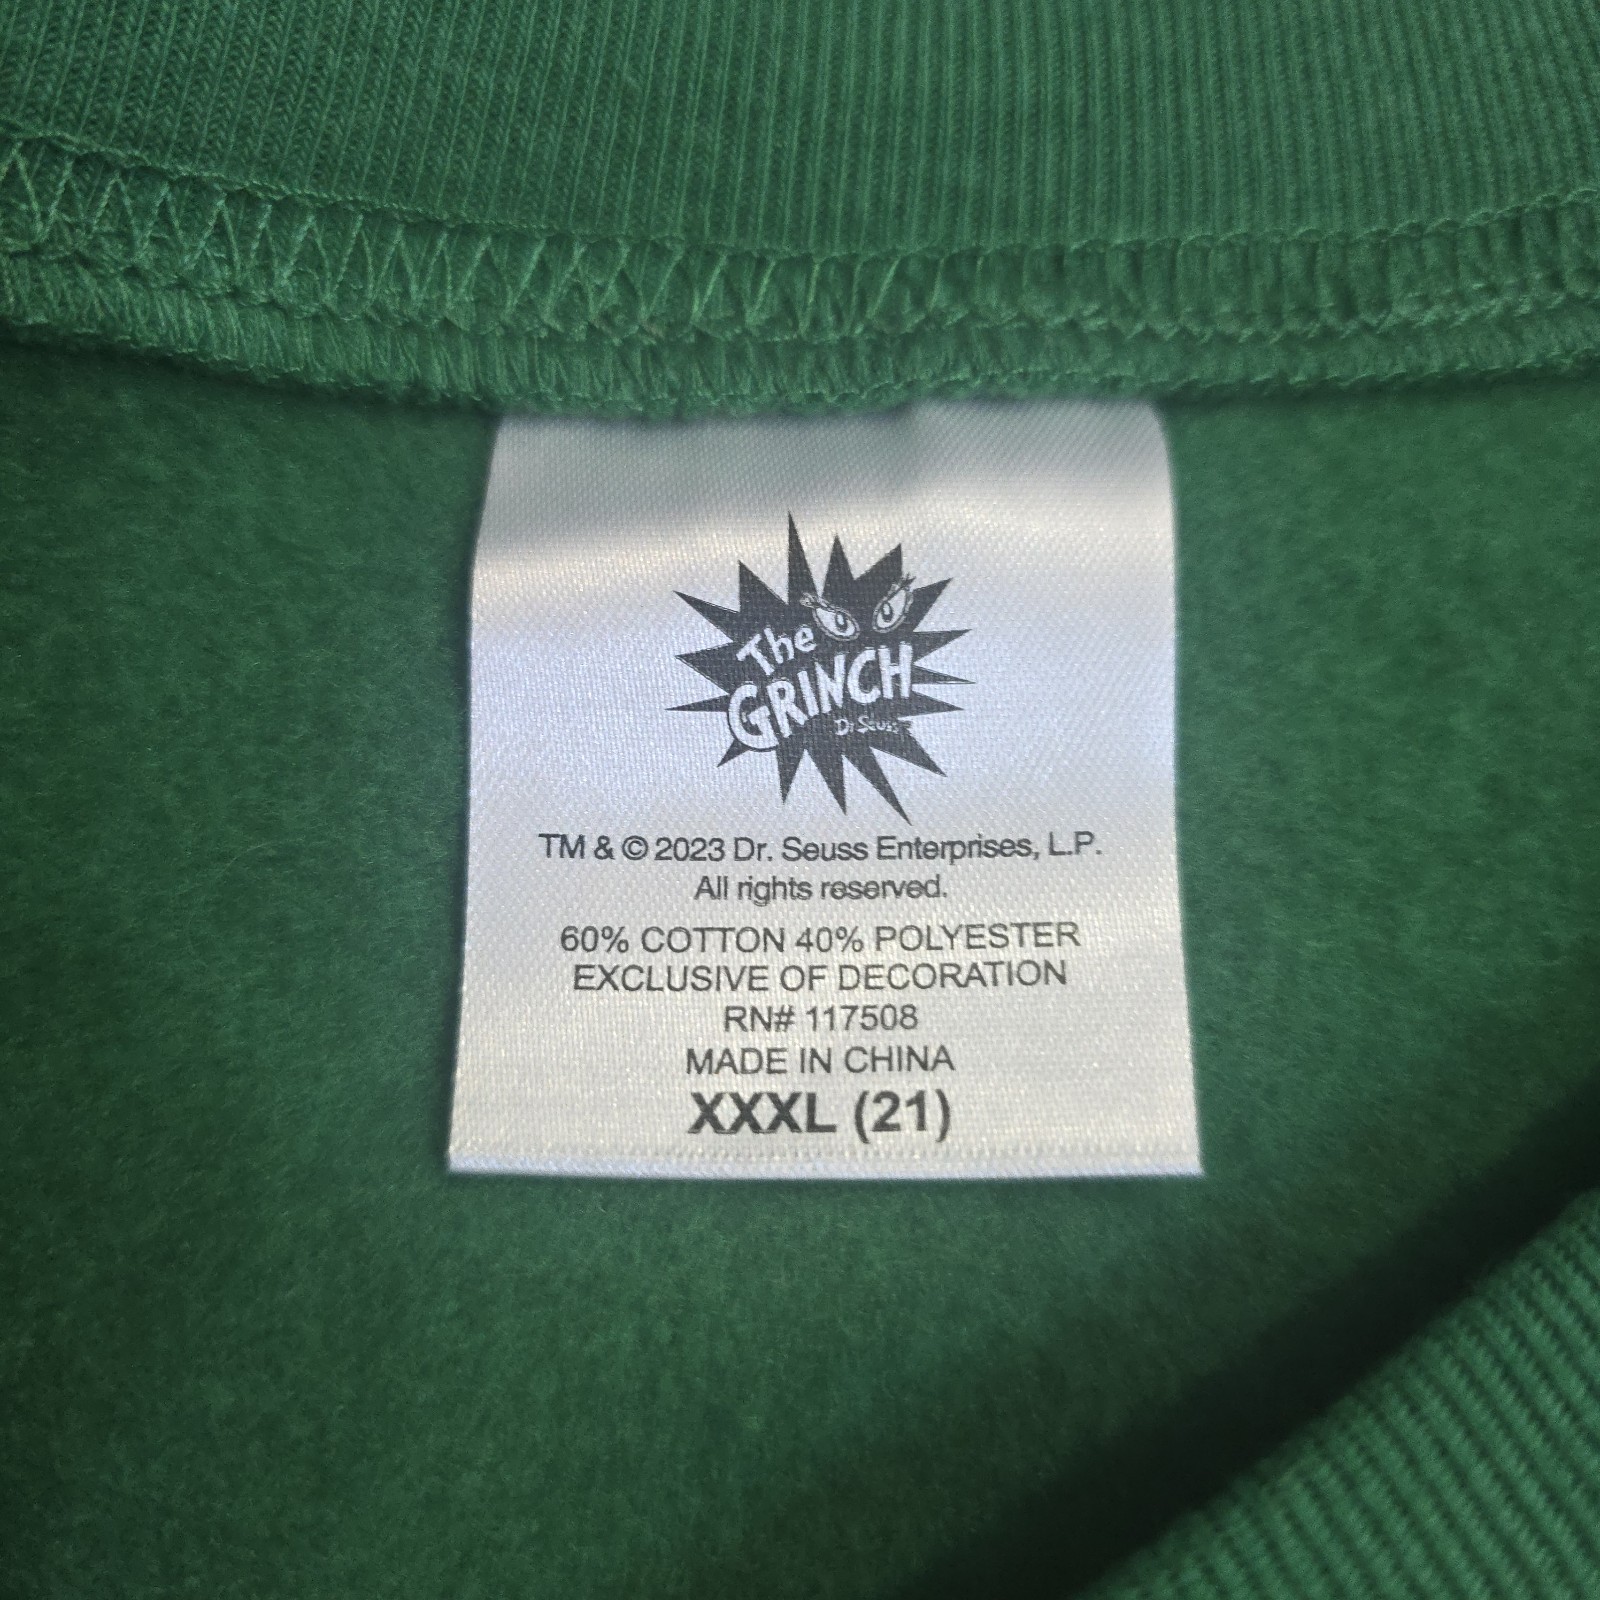 The
GRINCH
Dr. Seuss
TM & © 2023 Dr. Seuss Enterprises, L.P.
All rights reserved.
60% COTTON 40% POLYESTER
EXCLUSIVE OF DECORATION
RN# 117508
MADE IN CHINA
XXXL (21)